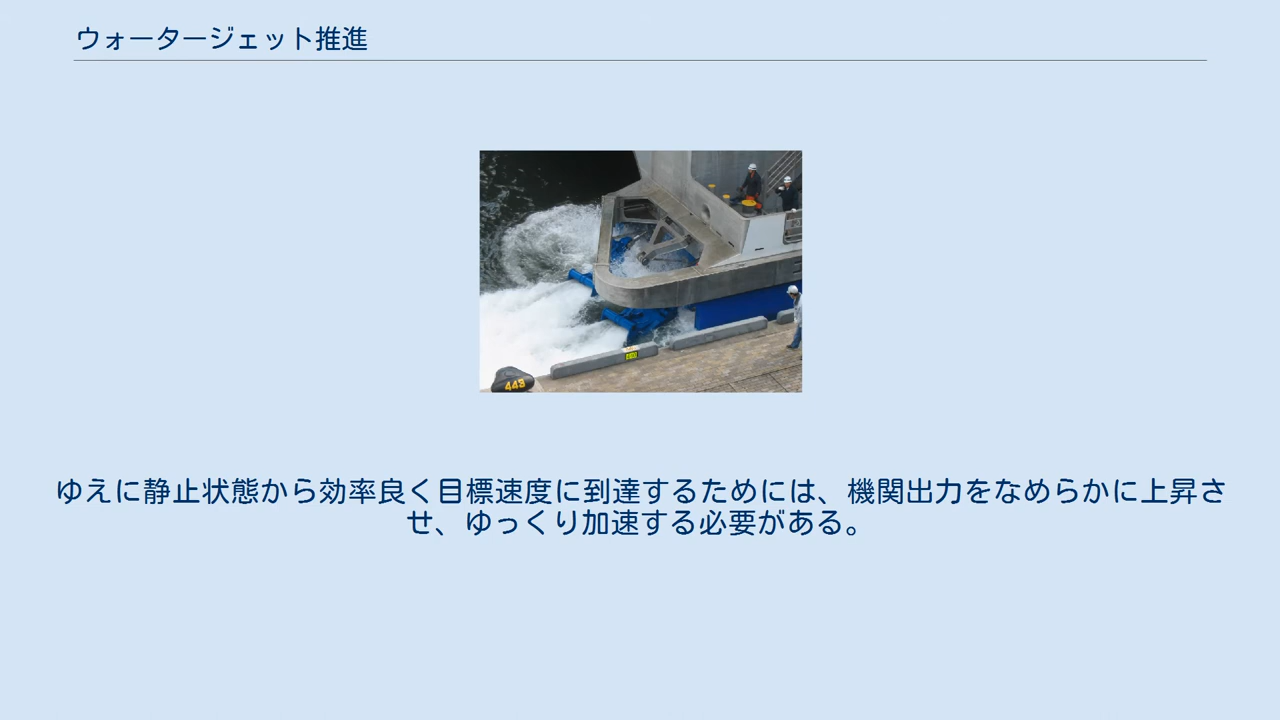 ウォータージェット推進
443
ゆえに静止状態から効率良く目標速度に到達するためには、機関出力をなめらかに上昇さ
せ、ゆっくり加速する必要がある。